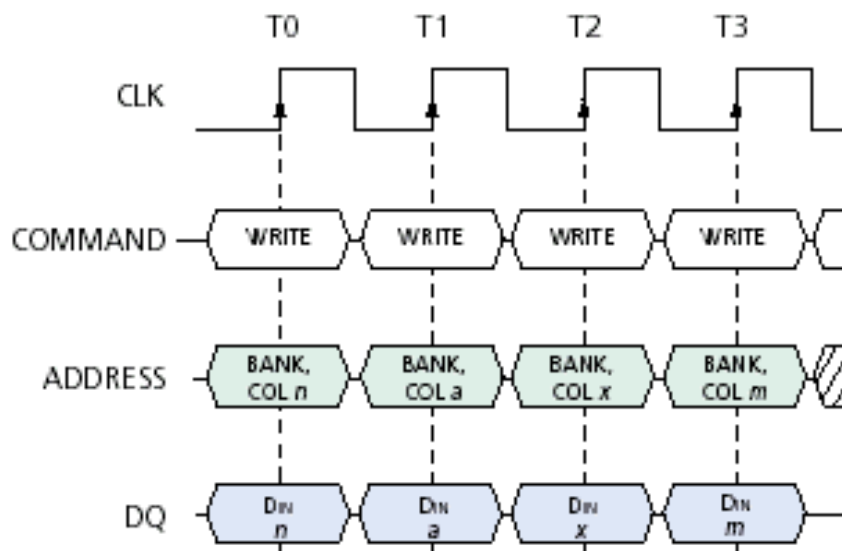 T0 T1 T2 T3
CLK
COMMAND WRITE WRITE WRITE WRITE
ADDRESS BANK, COL n BANK, COL a BANK, COL x BANK, COL m
DQ DIN n DIN a DIN x DIN m